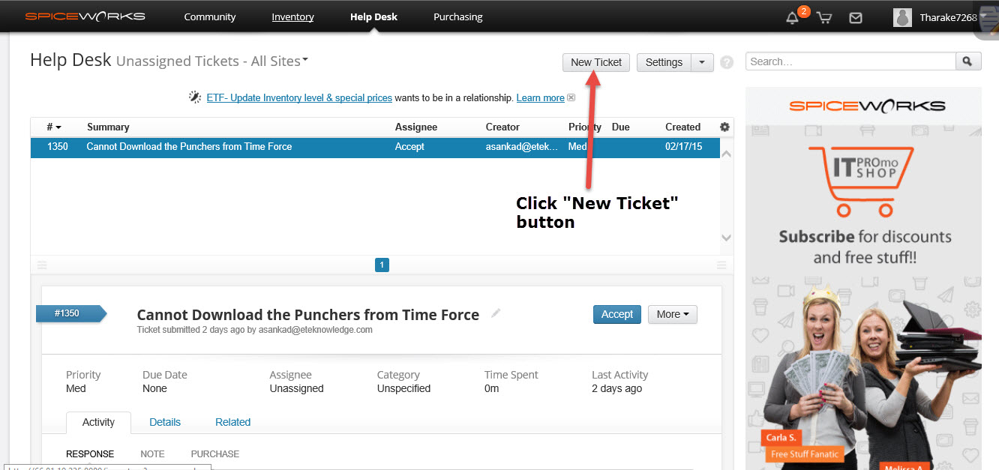 SPICEWORKS Community Inventory Help Desk Purchasing 2 Tharake7268
Help Desk Unassigned Tickets - All Sites New Ticket Settings ? Search...
ETF- Update Inventory level & special prices wants to be in a relationship. Learn more
# Summary Assignee Creator Priority Due Created
1350 Cannot Download the Punchers from Time Force Accept asankad@etek... Med 02/17/15
Click "New Ticket"
button
1
#1350 Cannot Download the Punchers from Time Force Accept More
Ticket submitted 2 days ago by asankad@eteknowledge.com
Priority Due Date Assignee Category Time Spent Last Activity
Med None Unassigned Unspecified 0m 2 days ago
Activity Details Related
RESPONSE NOTE PURCHASE
SPICEWORKS
IT PROmo
SHOP
Subscribe for discounts
and free stuff!!
Carla S.
Free Stuff Fanatic
Melissa A.